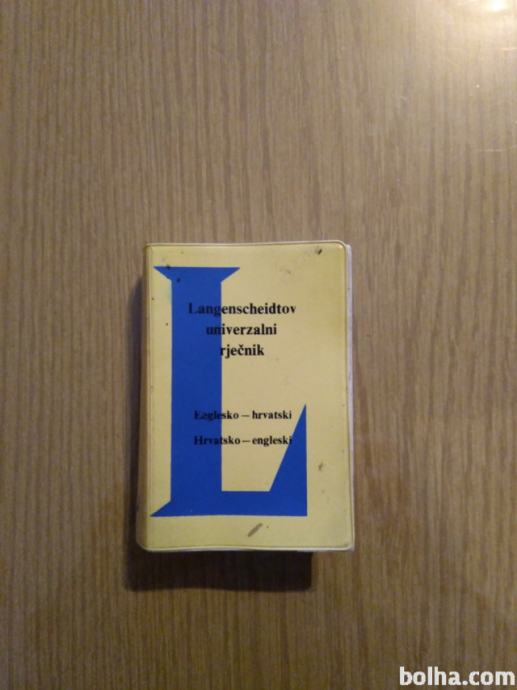 L
Langenscheidtov
univerzalni
rječnik
Englesko – hrvatski
Hrvatsko – engleski
bolha.com